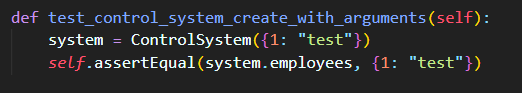 def test_control_system_create_with_arguments(self):
    system = ControlSystem({1: "test"})
    self.assertEqual(system.employees, {1: "test"})